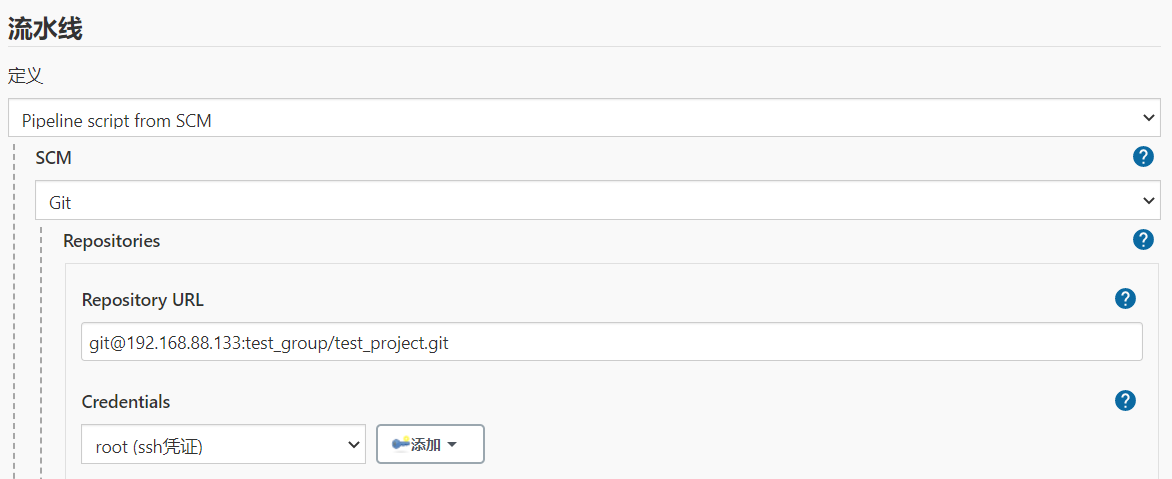 流水线
定义
Pipeline script from SCM
SCM
?
Git
Repositories
?
Repository URL
?
git@192.168.88.133:test_group/test_project.git
Credentials
?
root (ssh凭证)
添加